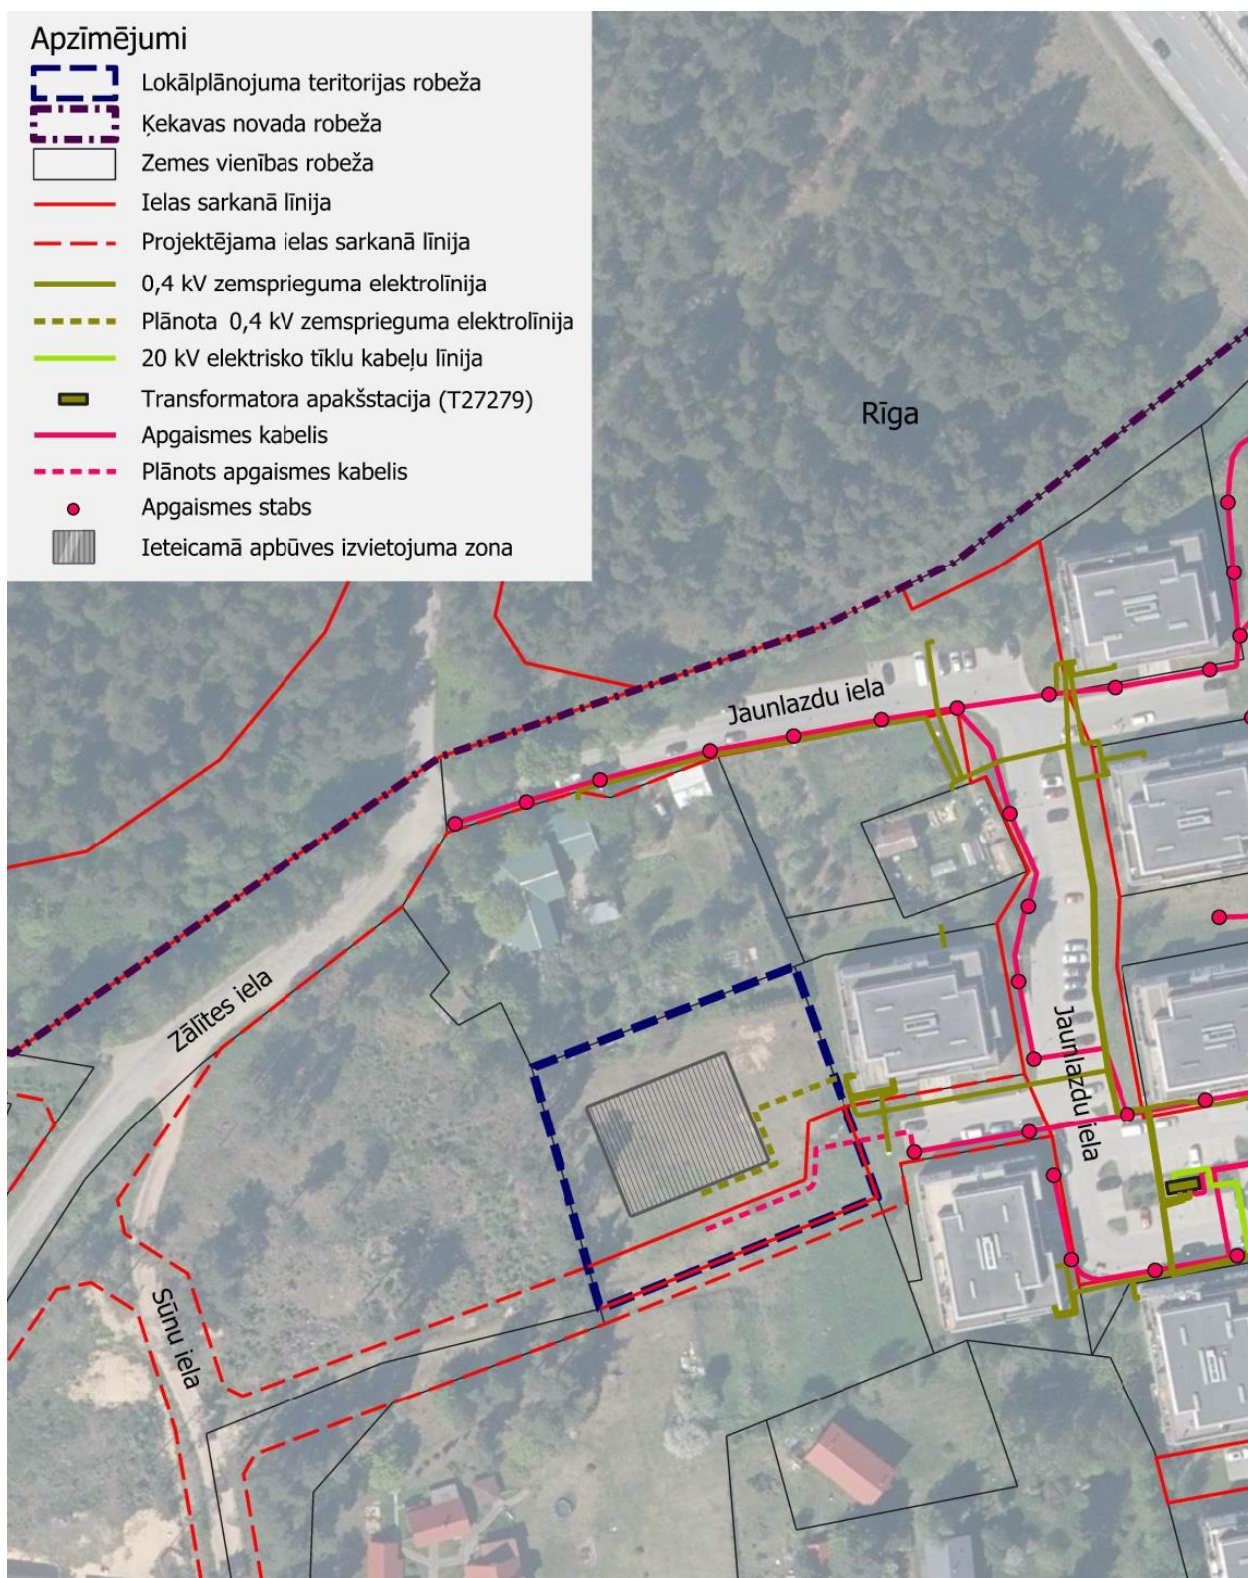 Apzīmējumi
Lokālplānojuma teritorijas robeža
Ķekavas novada robeža
Zemes vienības robeža
Ielas sarkanā līnija
Projektējama ielas sarkanā līnija
0,4 kV zemsprieguma elektrolīnija
Plānota 0,4 kV zemsprieguma elektrolīnija
20 kV elektrisko tīklu kabeļu līnija
Transformatora apakšstacija (T27279)
Apgaismes kabelis
Plānots apgaismes kabelis
Apgaismes stabs
Ieteicamā apbūves izvietojuma zona
Rīga
Jaunlazdu iela
Zālītes iela
Jaunlazdu iela
Sūnu iela